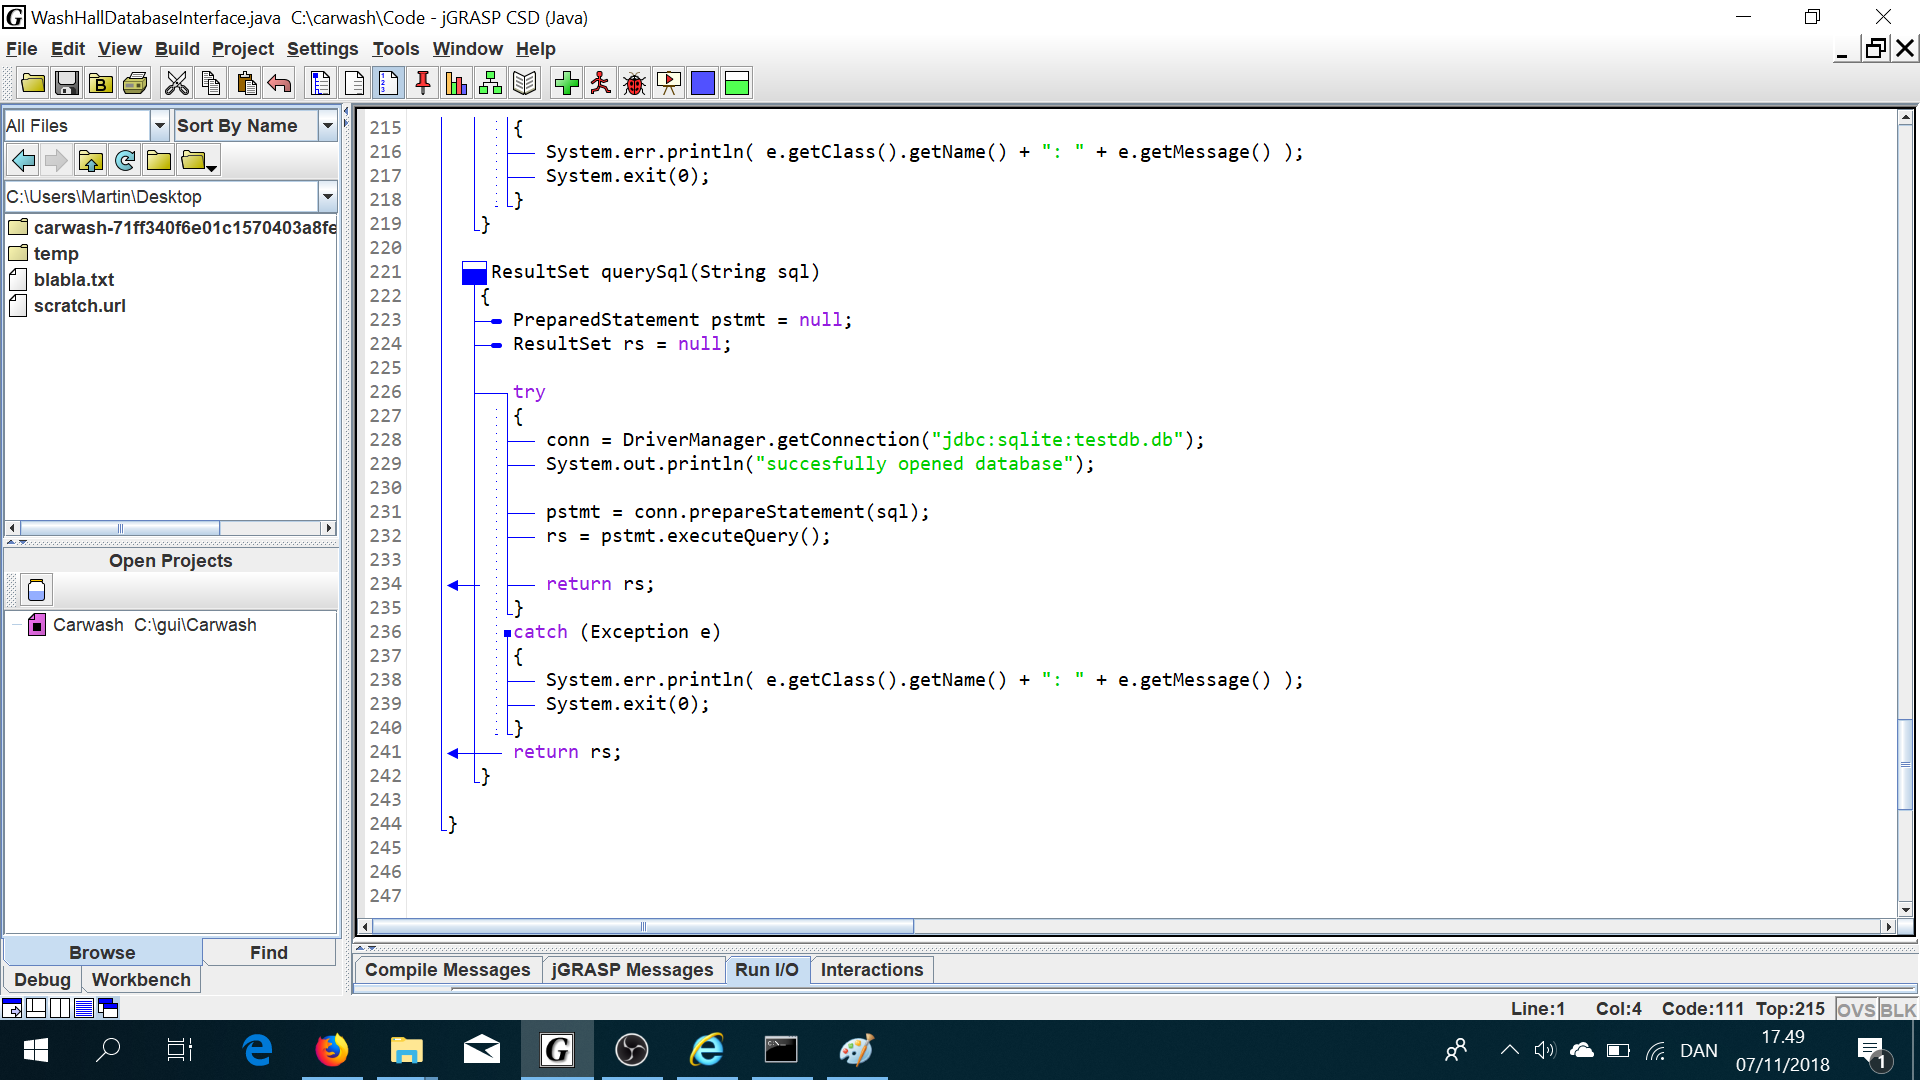 WashHallDatabaseInterface.java  C:\carwash\Code - jGRASP CSD (Java)
File Edit View Build Project Settings Tools Window Help
All Files
Sort By Name
C:\Users\Martin\Desktop
carwash-71ff340f6e01c1570403a8fe
temp
blabla.txt
scratch.url
Open Projects
Carwash  C:\gui\Carwash
Browse
Find
Debug
Workbench
215 {
216 System.err.println( e.getClass().getName() + ": " + e.getMessage() );
217 System.exit(0);
218 }
219 }
220
221 ResultSet querySql(String sql)
222 {
223 PreparedStatement pstmt = null;
224 ResultSet rs = null;
225
226 try
227 {
228 conn = DriverManager.getConnection("jdbc:sqlite:testdb.db");
229 System.out.println("succesfully opened database");
230
231 pstmt = conn.prepareStatement(sql);
232 rs = pstmt.executeQuery();
233
234 return rs;
235 }
236 catch (Exception e)
237 {
238 System.err.println( e.getClass().getName() + ": " + e.getMessage() );
239 System.exit(0);
240 }
241 return rs;
242 }
243
244 }
245
246
247
Compile Messages
jGRASP Messages
Run I/O
Interactions
Line:1 Col:4 Code:111 Top:215 OVS BLK
DAN
17.49
07/11/2018
1